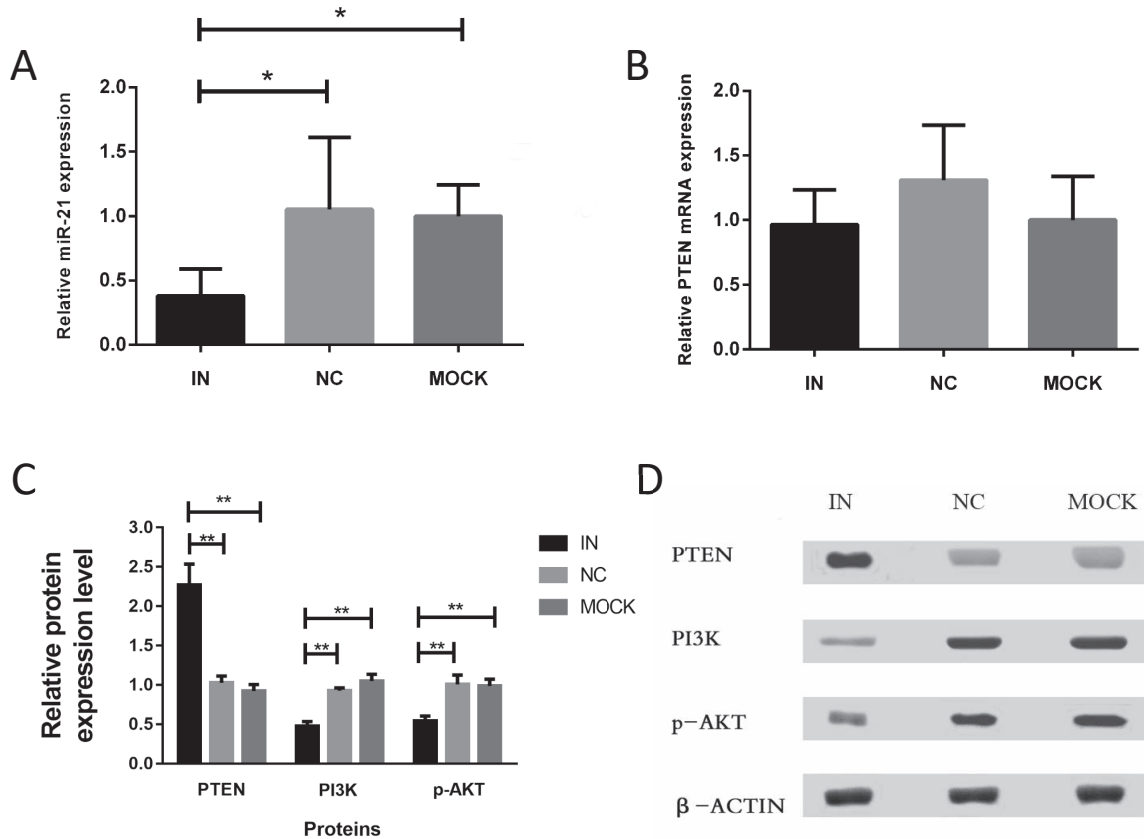 A
*
*
Relative miR-21 expression
2.0
1.5
1.0
0.5
0.0
IN NC MOCK
B
Relative PTEN mRNA expression
2.0
1.5
1.0
0.5
0.0
IN NC MOCK
C
**
**
**
**
**
**
Relative protein
expression level
3.0
2.5
2.0
1.5
1.0
0.5
0.0
PTEN PI3K p-AKT
Proteins
IN
NC
MOCK
D
IN NC MOCK
PTEN
PI3K
p-AKT
β-ACTIN